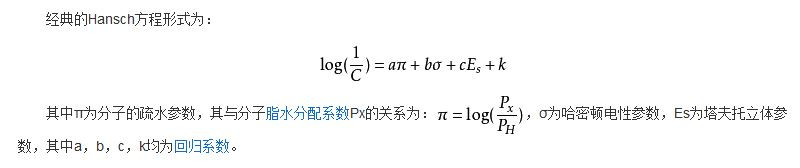 经典的Hansch方程形式为：
log(1/C) = aπ + bσ + cEs + k
其中π为分子的疏水参数，其与分子脂水分配系数Px的关系为：π = log(Px/PH)，σ为哈密顿电性参数，Es为塔夫托立体参
数，其中a，b，c，k均为回归系数。